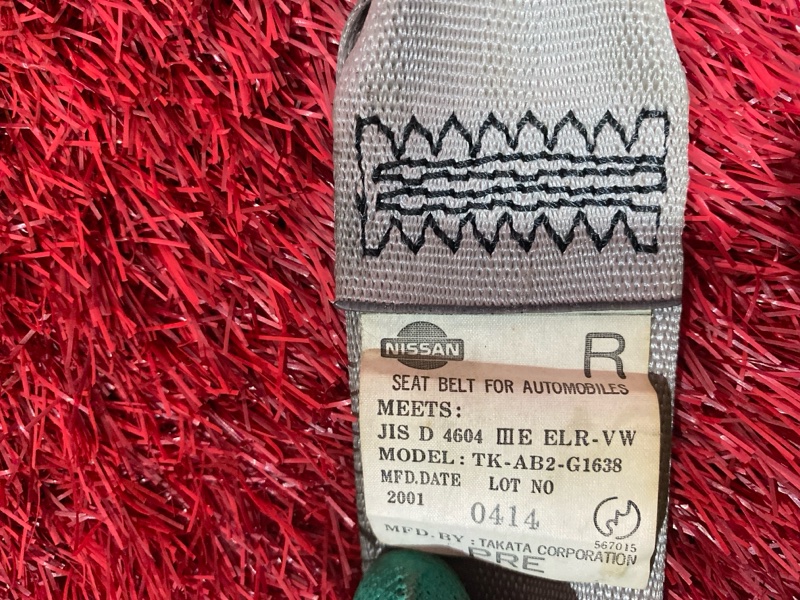 NISSAN
R
SEAT BELT FOR AUTOMOBILES
MEETS:
JIS D 4604 ⅢE ELR-VW
MODEL: TK-AB2-G1638
MFD.DATE LOT NO
2001 0414
567015
MFD.BY : TAKATA CORPORATION
PRE